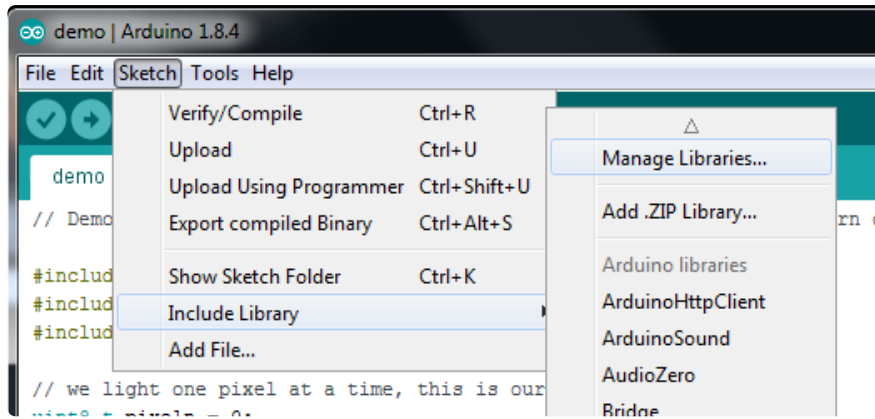 demo | Arduino 1.8.4
File Edit Sketch Tools Help
Verify/Compile Ctrl+R
Upload Ctrl+U
Upload Using Programmer Ctrl+Shift+U
Export compiled Binary Ctrl+Alt+S
Show Sketch Folder Ctrl+K
Include Library
Add File...
Manage Libraries...
Add .ZIP Library...
Arduino libraries
ArduinoHttpClient
ArduinoSound
AudioZero
Bridge
demo
// Demo
#includ
#includ
#includ
// we light one pixel at a time, this is our
uint8_t pixeln = 0;